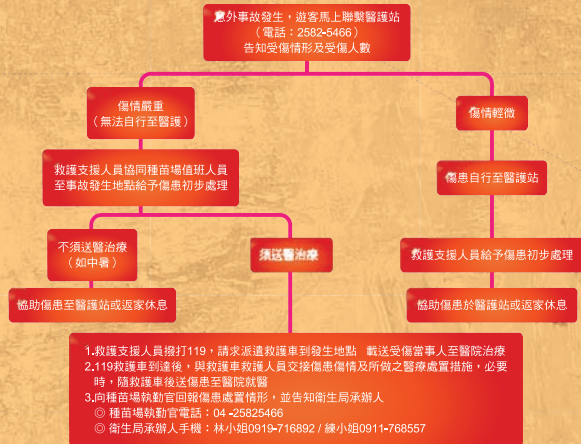 意外事故發生，遊客馬上聯繫醫護站
（電話：2582-5466）
告知受傷情形及受傷人數
傷情嚴重
（無法自行至醫護）
傷情輕微
救護支援人員協同種苗場值班人員
至事故發生地點給予傷患初步處理
傷患自行至醫護站
不須送醫治療
（如中暑）
須送醫治療
救護支援人員給予傷患初步處理
協助傷患至醫護站或返家休息
協助傷患於醫護站或返家休息
1.救護支援人員撥打119，請求派遣救護車到發生地點 載送受傷當事人至醫院治療
2.119救護車到達後，與救護車救護人員交接傷患傷情及所做之醫療處置措施，必要
時，隨救護車後送傷患至醫院就醫
3.向種苗場執勤官回報傷患處置情形，並告知衛生局承辦人
◎ 種苗場執勤官電話：04 -25825466
◎ 衛生局承辦人手機：林小姐0919-716892 / 練小姐0911-768557